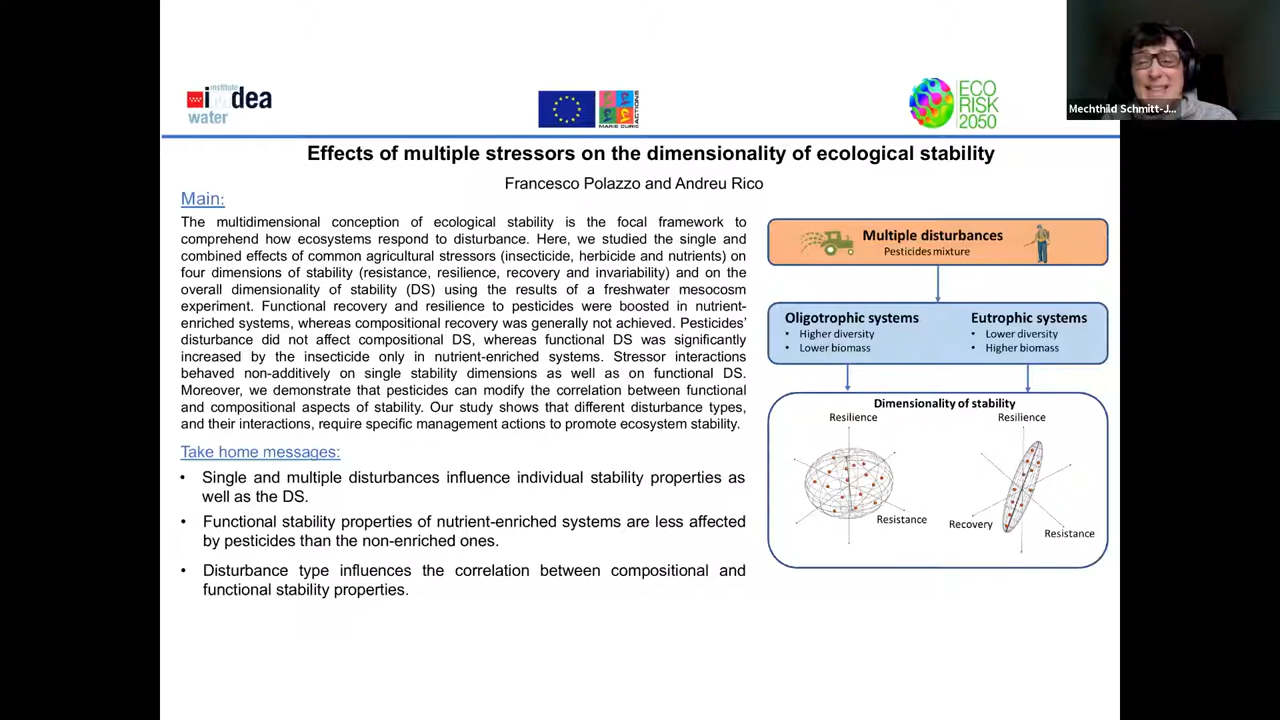 institute
imdea
water
MARIE CURIE ACTIONS
ECO
RISK
2050
Mechthild Schmitt-J...
Effects of multiple stressors on the dimensionality of ecological stability
Francesco Polazzo and Andreu Rico
Main:
The multidimensional conception of ecological stability is the focal framework to
comprehend how ecosystems respond to disturbance. Here, we studied the single and
combined effects of common agricultural stressors (insecticide, herbicide and nutrients) on
four dimensions of stability (resistance, resilience, recovery and invariability) and on the
overall dimensionality of stability (DS) using the results of a freshwater mesocosm
experiment. Functional recovery and resilience to pesticides were boosted in nutrient-
enriched systems, whereas compositional recovery was generally not achieved. Pesticides'
disturbance did not affect compositional DS, whereas functional DS was significantly
increased by the insecticide only in nutrient-enriched systems. Stressor interactions
behaved non-additively on single stability dimensions as well as on functional DS.
Moreover, we demonstrate that pesticides can modify the correlation between functional
and compositional aspects of stability. Our study shows that different disturbance types,
and their interactions, require specific management actions to promote ecosystem stability.
Take home messages:
• Single and multiple disturbances influence individual stability properties as
well as the DS.
• Functional stability properties of nutrient-enriched systems are less affected
by pesticides than the non-enriched ones.
• Disturbance type influences the correlation between compositional and
functional stability properties.
Multiple disturbances
Pesticides mixture
Oligotrophic systems
• Higher diversity
• Lower biomass
Eutrophic systems
• Lower diversity
• Higher biomass
Dimensionality of stability
Resilience
Resistance
Resilience
Recovery
Resistance